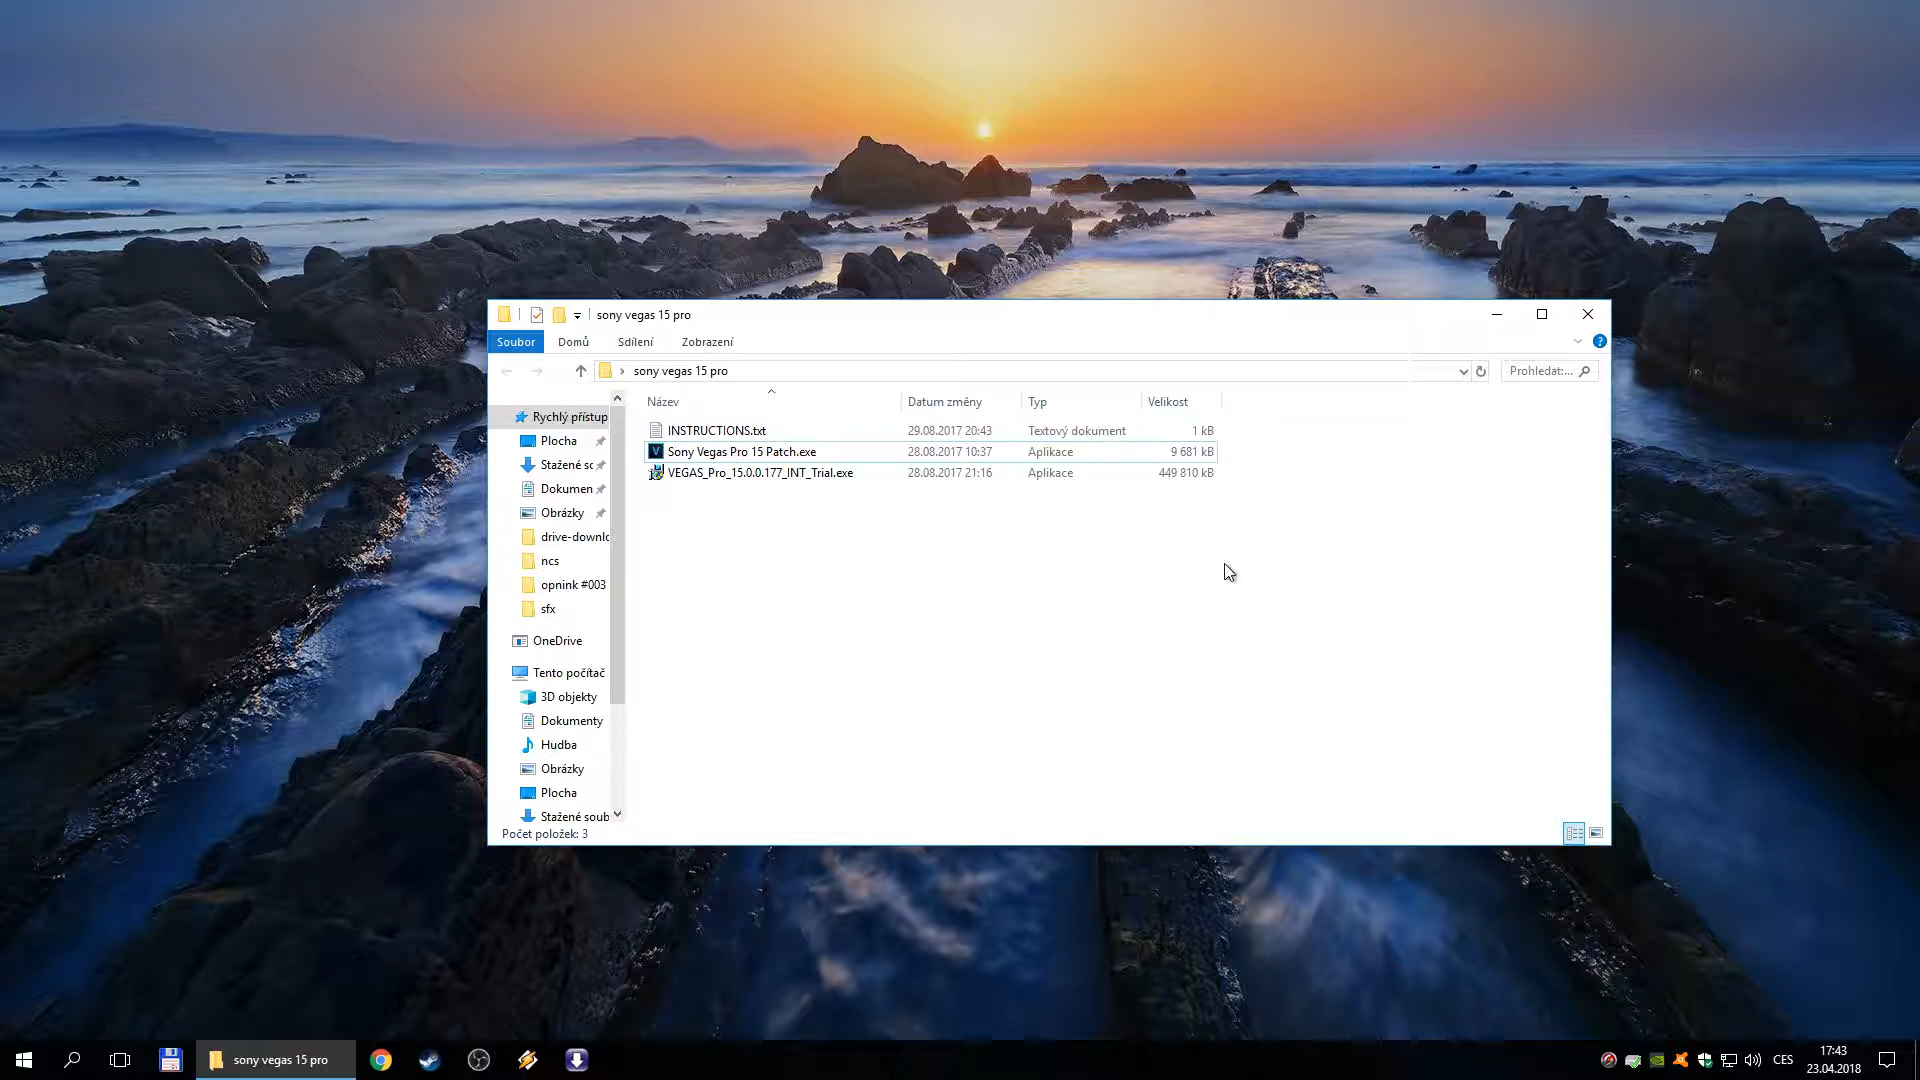 sony vegas 15 pro
Soubor Domů Sdílení Zobrazení
sony vegas 15 pro
Prohledat:...
Název Datum změny Typ Velikost
INSTRUCTIONS.txt 29.08.2017 20:43 Textový dokument 1 kB
Sony Vegas Pro 15 Patch.exe 28.08.2017 10:37 Aplikace 9 681 kB
VEGAS_Pro_15.0.0.177_INT_Trial.exe 28.08.2017 21:16 Aplikace 449 810 kB
Rychlý přístup
Plocha
Stažené sc
Dokumen
Obrázky
drive-downlo
ncs
opnink #003
sfx
OneDrive
Tento počítač
3D objekty
Dokumenty
Hudba
Obrázky
Plocha
Stažené soub
Počet položek: 3
sony vegas 15 pro
CES
17:43
23.04.2018